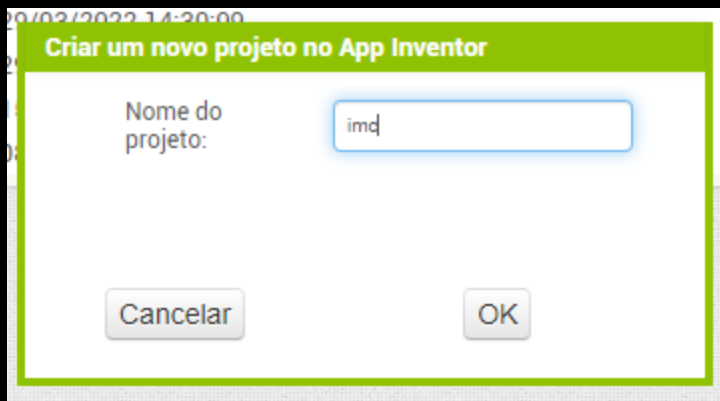 29/03/2022 14:30:09
Criar um novo projeto no App Inventor
Nome do
projeto:
imc
Cancelar
OK